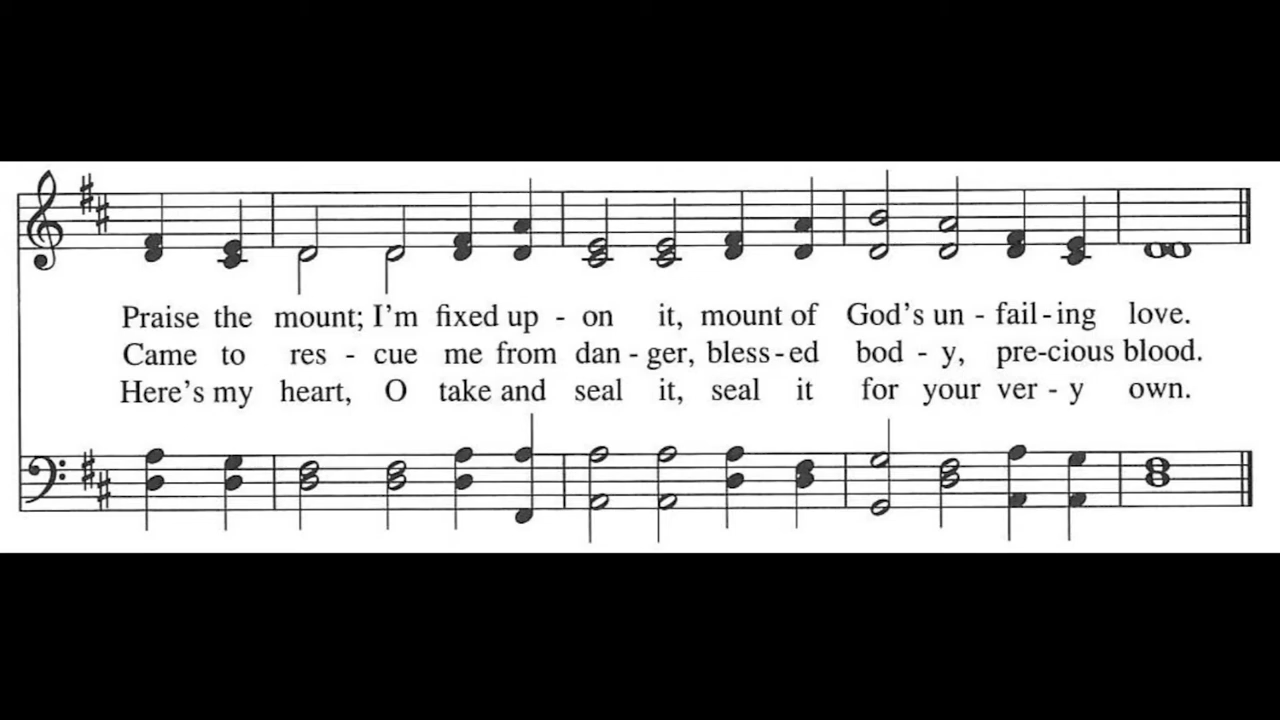 Praise the mount; I'm fixed up - on it, mount of God's un - fail - ing love.
Came to res - cue me from dan - ger, bless - ed bod - y, pre - cious blood.
Here's my heart, O take and seal it, seal it for your ver - y own.